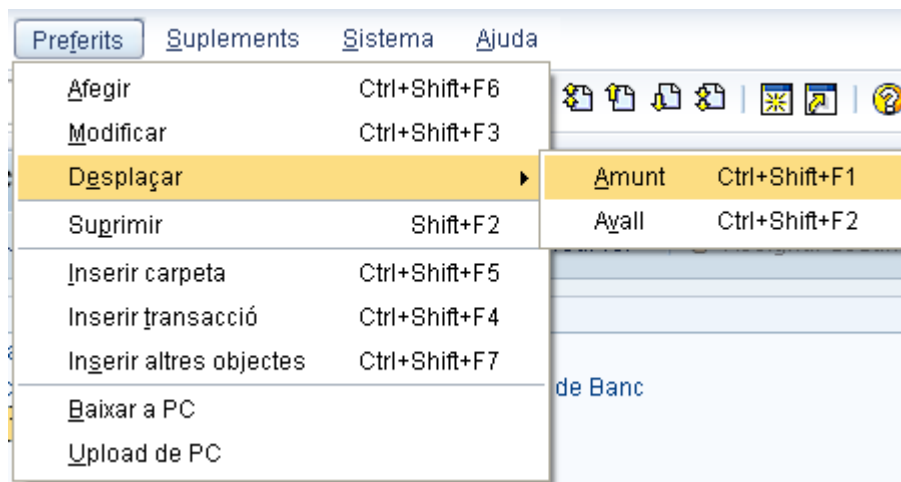 Preferits Suplements Sistema Ajuda
Afegir Ctrl+Shift+F6
Modificar Ctrl+Shift+F3
Desplaçar Amunt Ctrl+Shift+F1
Suprimir Shift+F2 Avall Ctrl+Shift+F2
Inserir carpeta Ctrl+Shift+F5
Inserir transacció Ctrl+Shift+F4
Inserir altres objectes Ctrl+Shift+F7
de Banc
Baixar a PC
Upload de PC